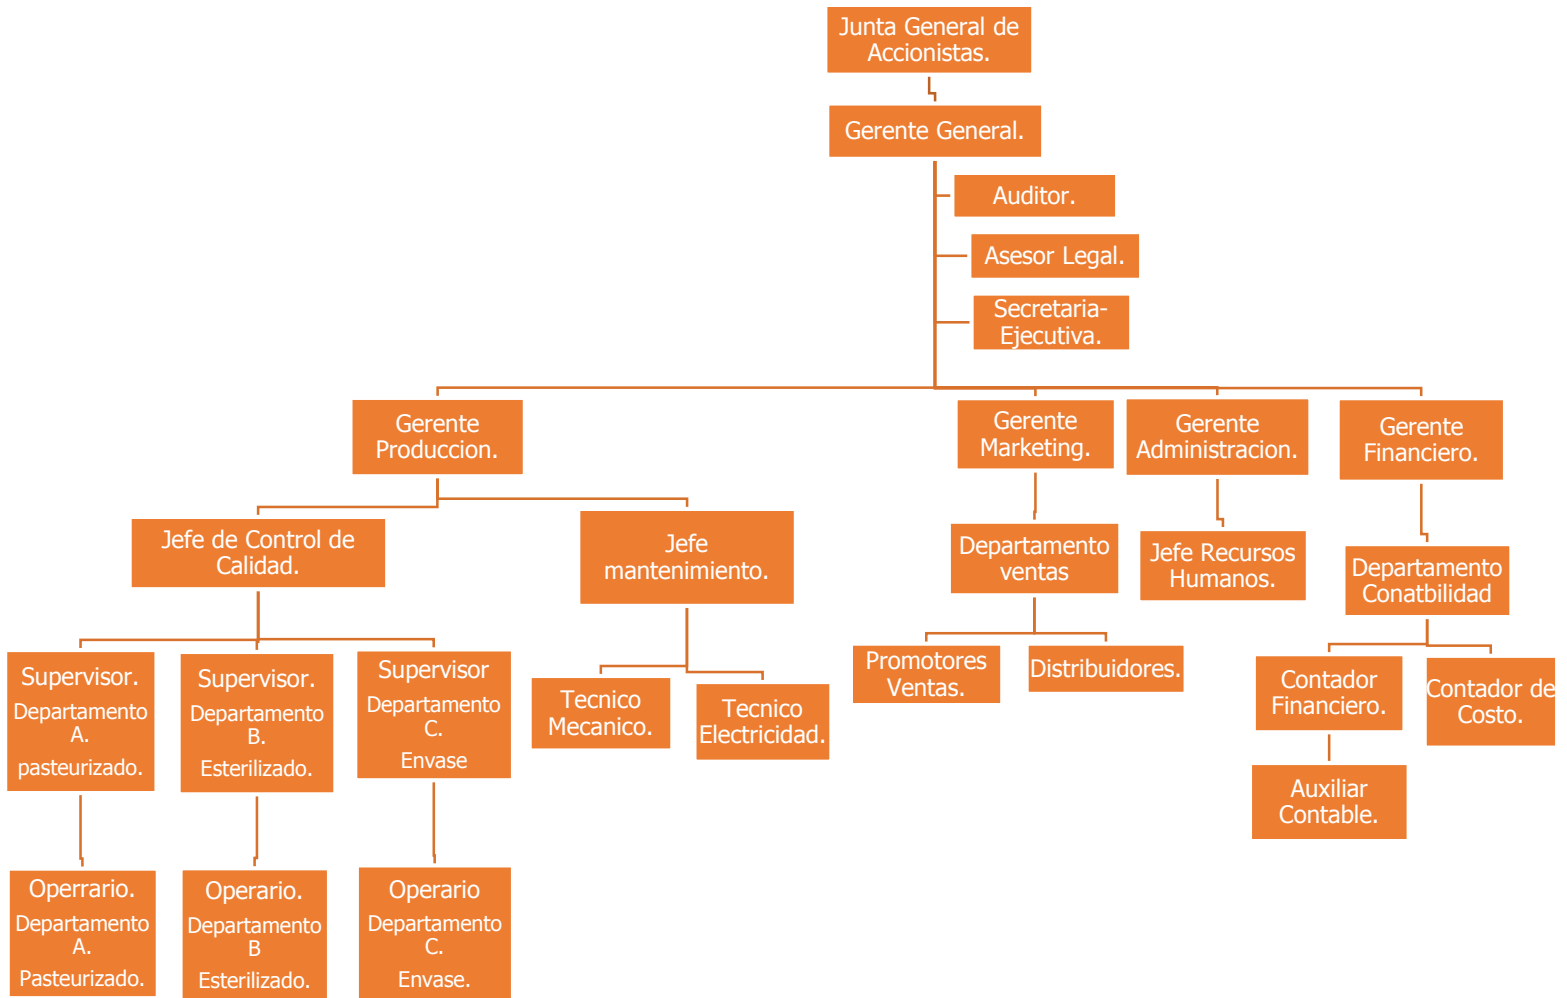 Junta General de
Accionistas.
Gerente General.
Auditor.
Asesor Legal.
Secretaria-
Ejecutiva.
Gerente
Produccion.
Gerente
Marketing.
Gerente
Administracion.
Gerente
Financiero.
Jefe de Control de
Calidad.
Jefe
mantenimiento.
Departamento
ventas
Jefe Recursos
Humanos.
Departamento
Conatbilidad
Supervisor.
Departamento
A.
pasteurizado.
Supervisor.
Departamento
B.
Esterilizado.
Supervisor
Departamento
C.
Envase
Tecnico
Mecanico.
Tecnico
Electricidad.
Promotores
Ventas.
Distribuidores.
Contador
Financiero.
Contador de
Costo.
Auxiliar
Contable.
Operrario.
Departamento
A.
Pasteurizado.
Operario.
Departamento
B
Esterilizado.
Operario
Departamento
C.
Envase.